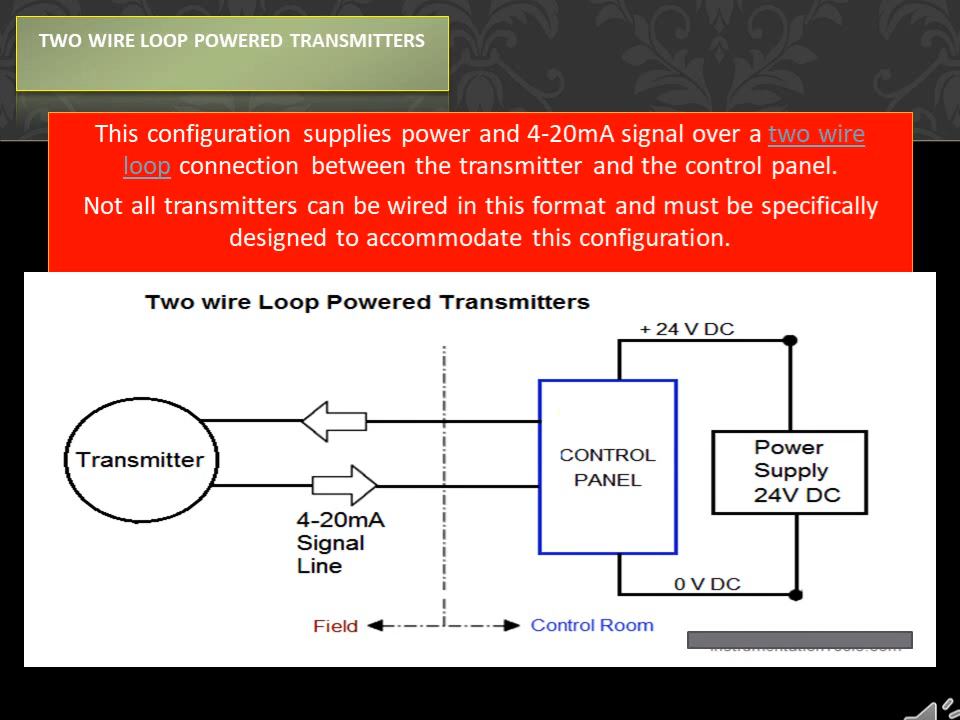 TWO WIRE LOOP POWERED TRANSMITTERS
This configuration supplies power and 4-20mA signal over a two wire
loop connection between the transmitter and the control panel.
Not all transmitters can be wired in this format and must be specifically
designed to accommodate this configuration.
Two wire Loop Powered Transmitters
+ 24 V DC
Transmitter
CONTROL
PANEL
Power
Supply
24V DC
4-20mA
Signal
Line
0 V DC
Field
Control Room